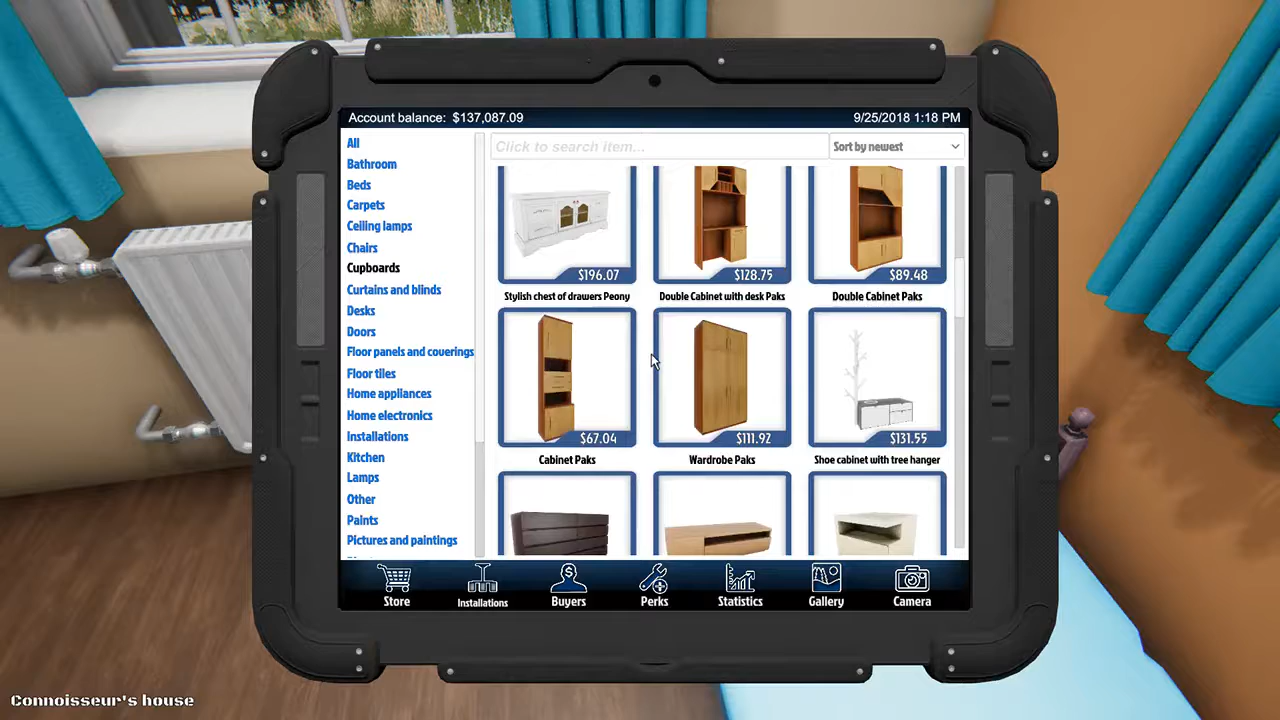 Account balance: $137,087.09
9/25/2018 1:18 PM
All
Bathroom
Beds
Carpets
Ceiling lamps
Chairs
Cupboards
Curtains and blinds
Desks
Doors
Floor panels and coverings
Floor tiles
Home appliances
Home electronics
Installations
Kitchen
Lamps
Other
Paints
Pictures and paintings
Click to search item...
Sort by newest
$196.07
$128.75
$89.48
Stylish chest of drawers Peony
Double Cabinet with desk Paks
Double Cabinet Paks
$67.04
$111.92
$131.55
Cabinet Paks
Wardrobe Paks
Shoe cabinet with tree hanger
Store
Installations
Buyers
Perks
Statistics
Gallery
Camera
Connoisseur's house